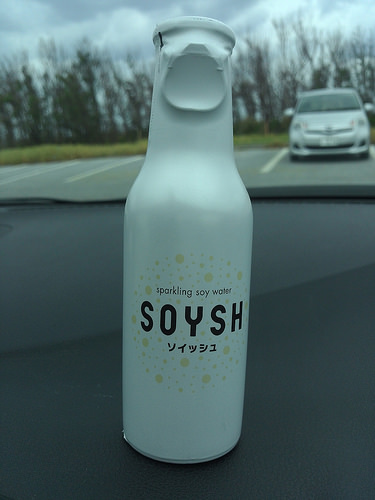 sparkling soy water
SOYSH
ソイッシュ